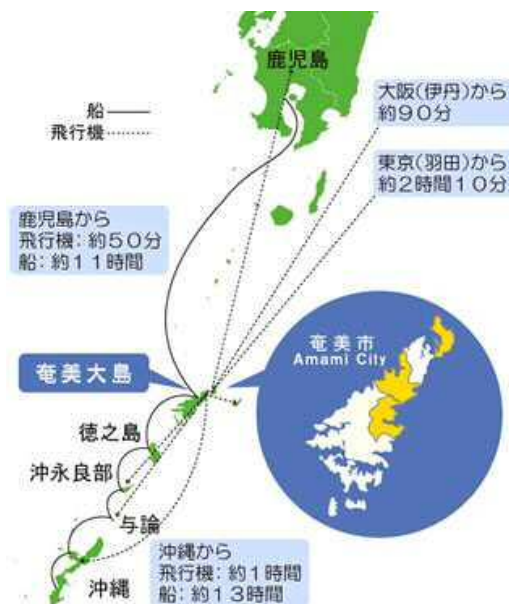 鹿児島
船
飛行機
大阪(伊丹)から
約90分
東京(羽田)から
約2時間10分
鹿児島から
飛行機:約50分
船:約11時間
奄美市
Amami City
奄美大島
徳之島
沖永良部
与論
沖縄
沖縄から
飛行機:約1時間
船:約13時間